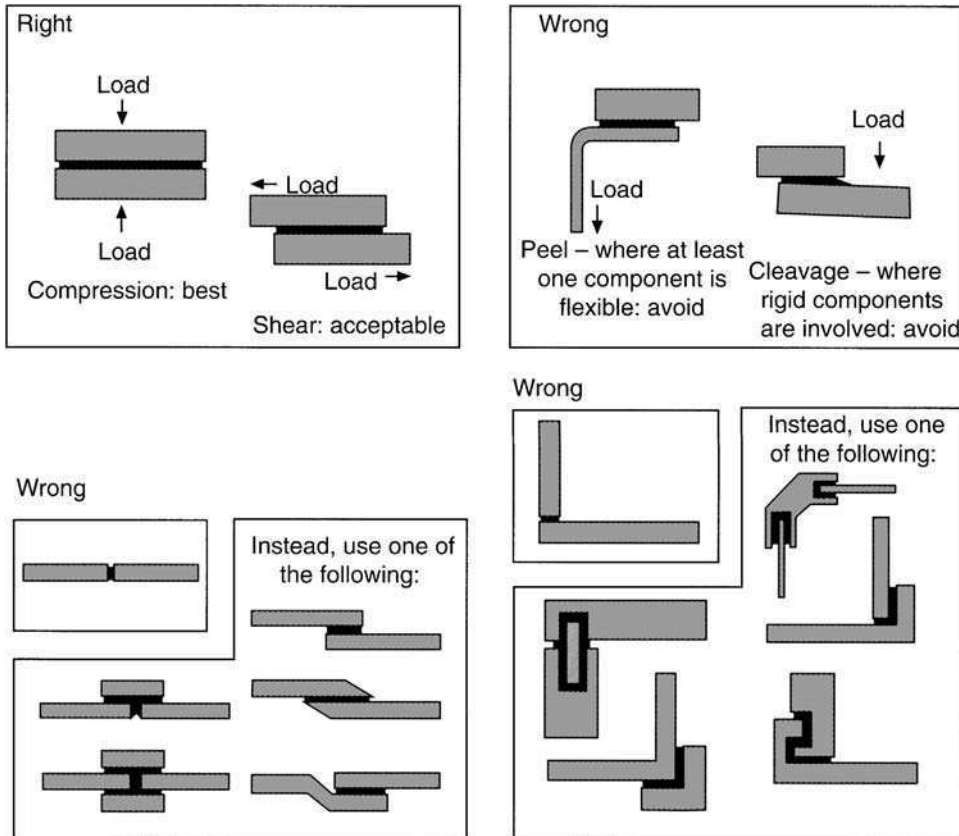 Right
Load
Load
Compression: best
Load
Load
Shear: acceptable
Wrong
Load
Peel – where at least
one component is
flexible: avoid
Load
Cleavage – where
rigid components
are involved: avoid
Wrong
Instead, use one of
the following:
Wrong
Instead, use one
of the following: